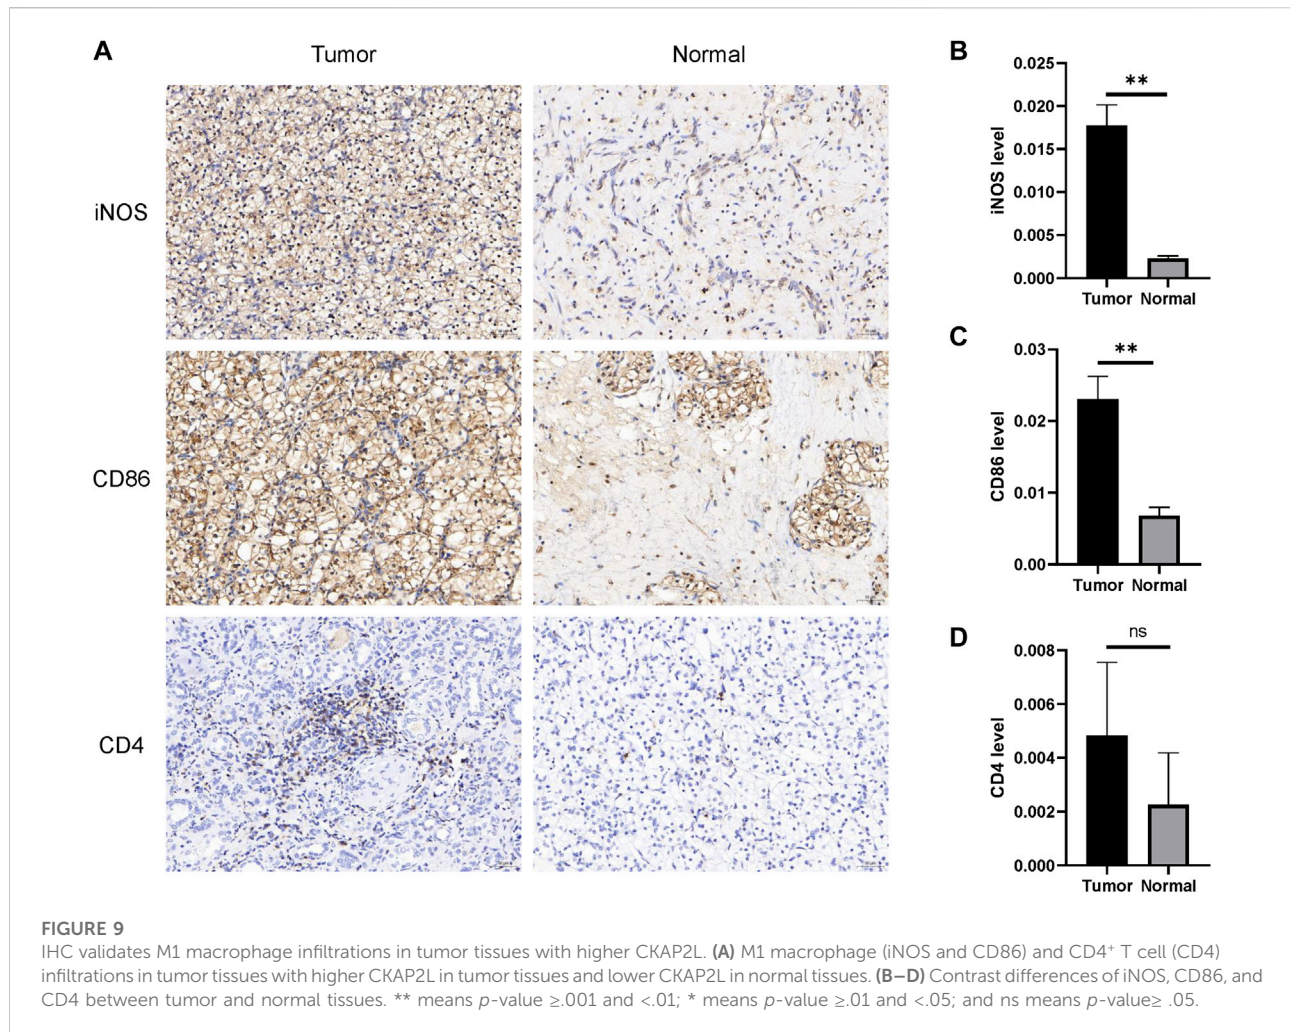 A
Tumor
Normal
iNOS
CD86
CD4
B
0.025
0.020
0.015
0.010
0.005
0.000
iNOS level
**
Tumor
Normal
C
0.03
0.02
0.01
0.00
CD86 level
**
Tumor
Normal
D
0.008
0.006
0.004
0.002
0.000
CD4 level
ns
Tumor
Normal
FIGURE 9
IHC validates M1 macrophage infiltrations in tumor tissues with higher CKAP2L. (A) M1 macrophage (iNOS and CD86) and CD4⁺ T cell (CD4)
infiltrations in tumor tissues with higher CKAP2L in tumor tissues and lower CKAP2L in normal tissues. (B–D) Contrast differences of iNOS, CD86, and
CD4 between tumor and normal tissues. ** means p-value ≥.001 and <.01; * means p-value ≥.01 and <.05; and ns means p-value≥ .05.